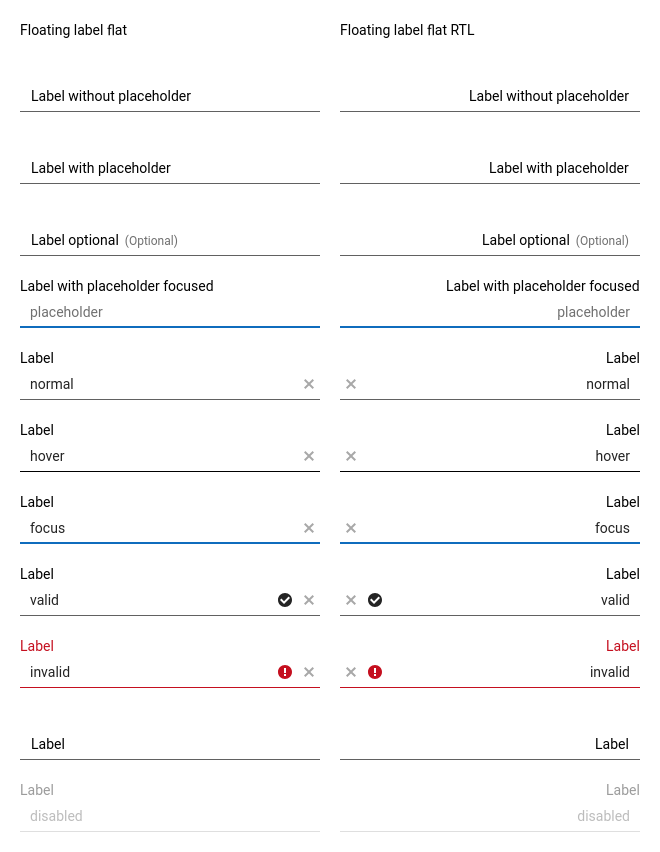 Floating label flat
Label without placeholder
Label with placeholder
Label optional (Optional)
Label with placeholder focused
placeholder
Label
normal
Label
hover
Label
focus
Label
valid
Label
invalid
Label
Label
disabled
Floating label flat RTL
Label without placeholder
Label with placeholder
Label optional (Optional)
Label with placeholder focused
placeholder
Label
normal
Label
hover
Label
focus
Label
valid
Label
invalid
Label
Label
disabled